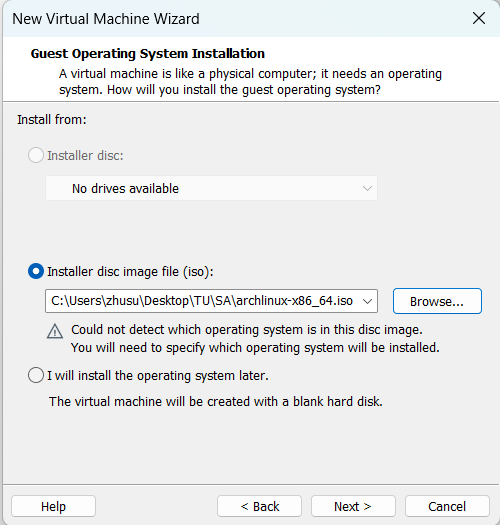 New Virtual Machine Wizard
Guest Operating System Installation
A virtual machine is like a physical computer; it needs an operating
system. How will you install the guest operating system?
Install from:
Installer disc:
No drives available
Installer disc image file (iso):
C:\Users\zhusu\Desktop\TU\SA\archlinux-x86_64.iso
Browse...
Could not detect which operating system is in this disc image.
You will need to specify which operating system will be installed.
I will install the operating system later.
The virtual machine will be created with a blank hard disk.
Help
< Back
Next >
Cancel